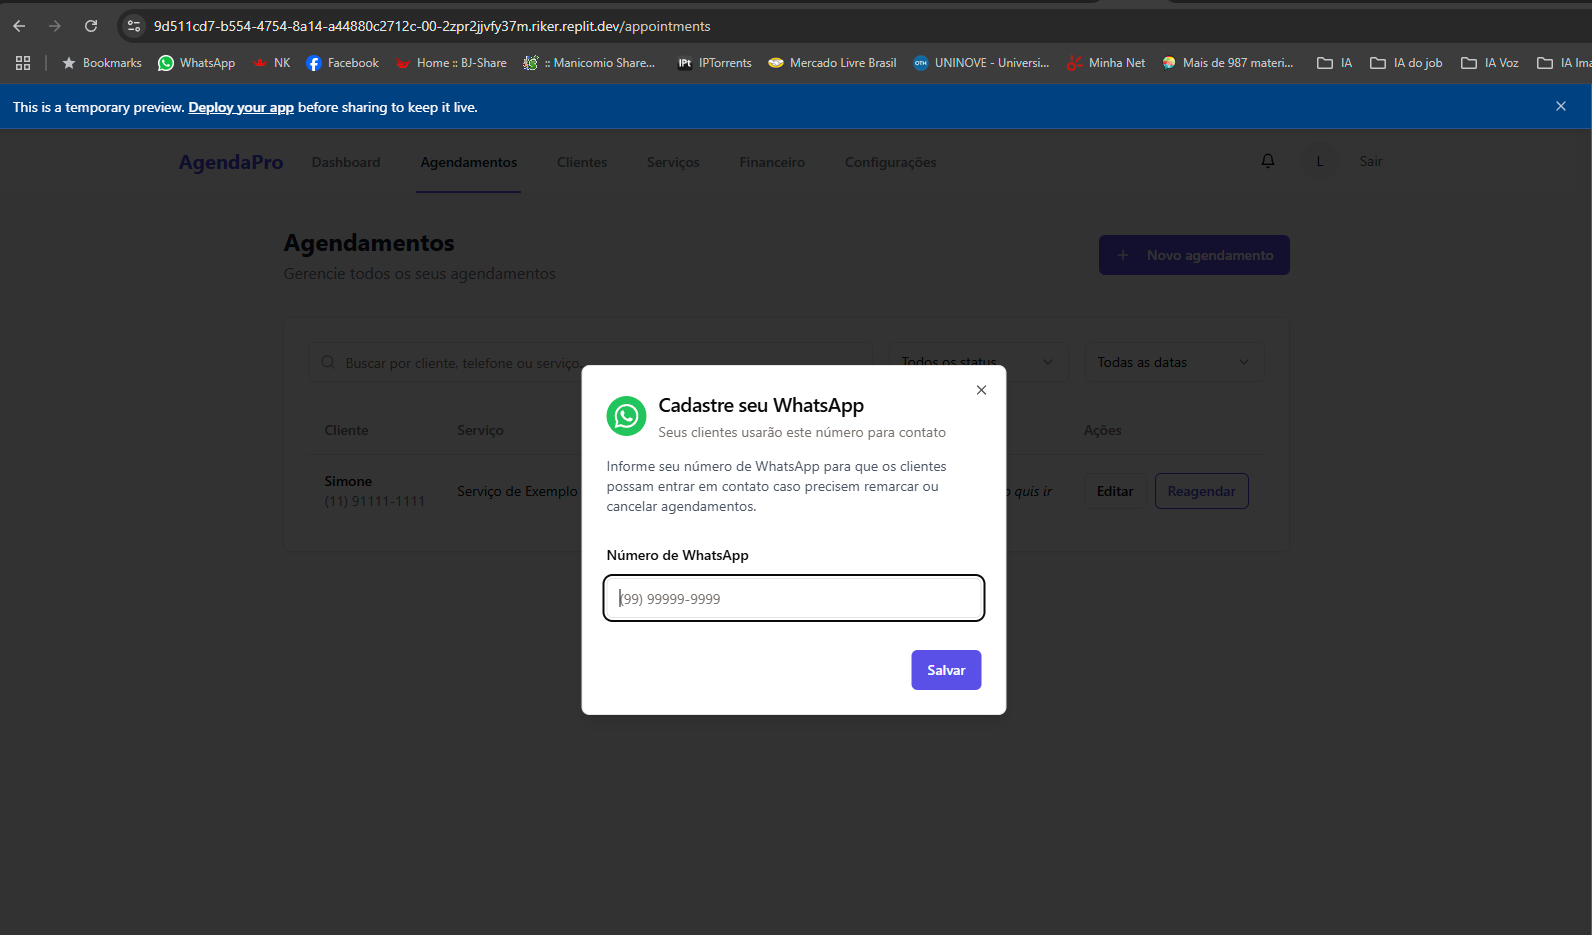 9d511cd7-b554-4754-8a14-a44880c2712c-00-2zpr2jjvfy37m.riker.replit.dev/appointments
Bookmarks WhatsApp NK Facebook Home :: BJ-Share :: Manicomio Share... IPt IPTorrents Mercado Livre Brasil OTH UNINOVE - Universi... Minha Net Mais de 987 materi... IA IA do job IA Voz IA Ima
This is a temporary preview. Deploy your app before sharing to keep it live.
AgendaPro Dashboard Agendamentos Clientes Serviços Financeiro Configurações L Sair
Agendamentos
Gerencie todos os seus agendamentos
+ Novo agendamento
Buscar por cliente, telefone ou serviço... Todos os status Todas as datas
Cliente Serviço Ações
Simone
(11) 91111-1111
Serviço de Exemplo o quis ir Editar Reagendar
Cadastre seu WhatsApp
Seus clientes usarão este número para contato
Informe seu número de WhatsApp para que os clientes
possam entrar em contato caso precisem remarcar ou
cancelar agendamentos.
Número de WhatsApp
(99) 99999-9999
Salvar